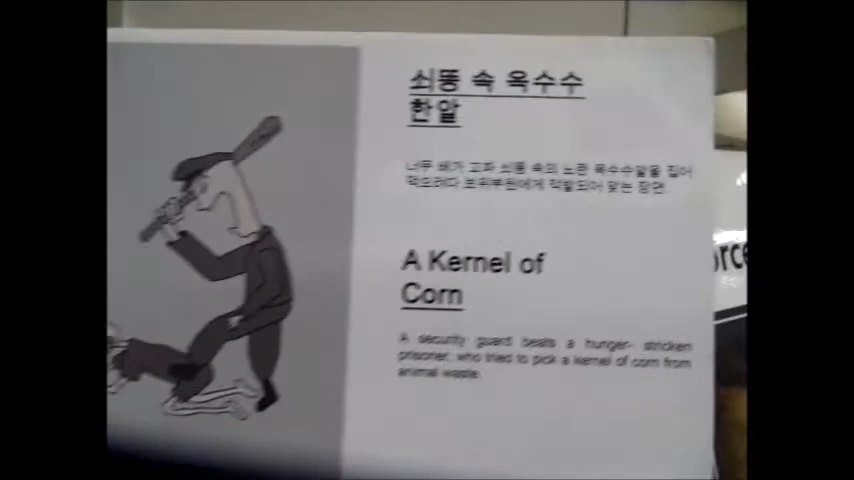 쇠똥 속 옥수수
한알
너무 배가 고파 쇠똥 속의 노란 옥수수알을 집어
먹으려다 보위부원에게 적발되어 맞는 장면.
A Kernel of
Corn
A security guard beats a hunger- stricken
prisoner, who tried to pick a kernel of corn from
animal waste.